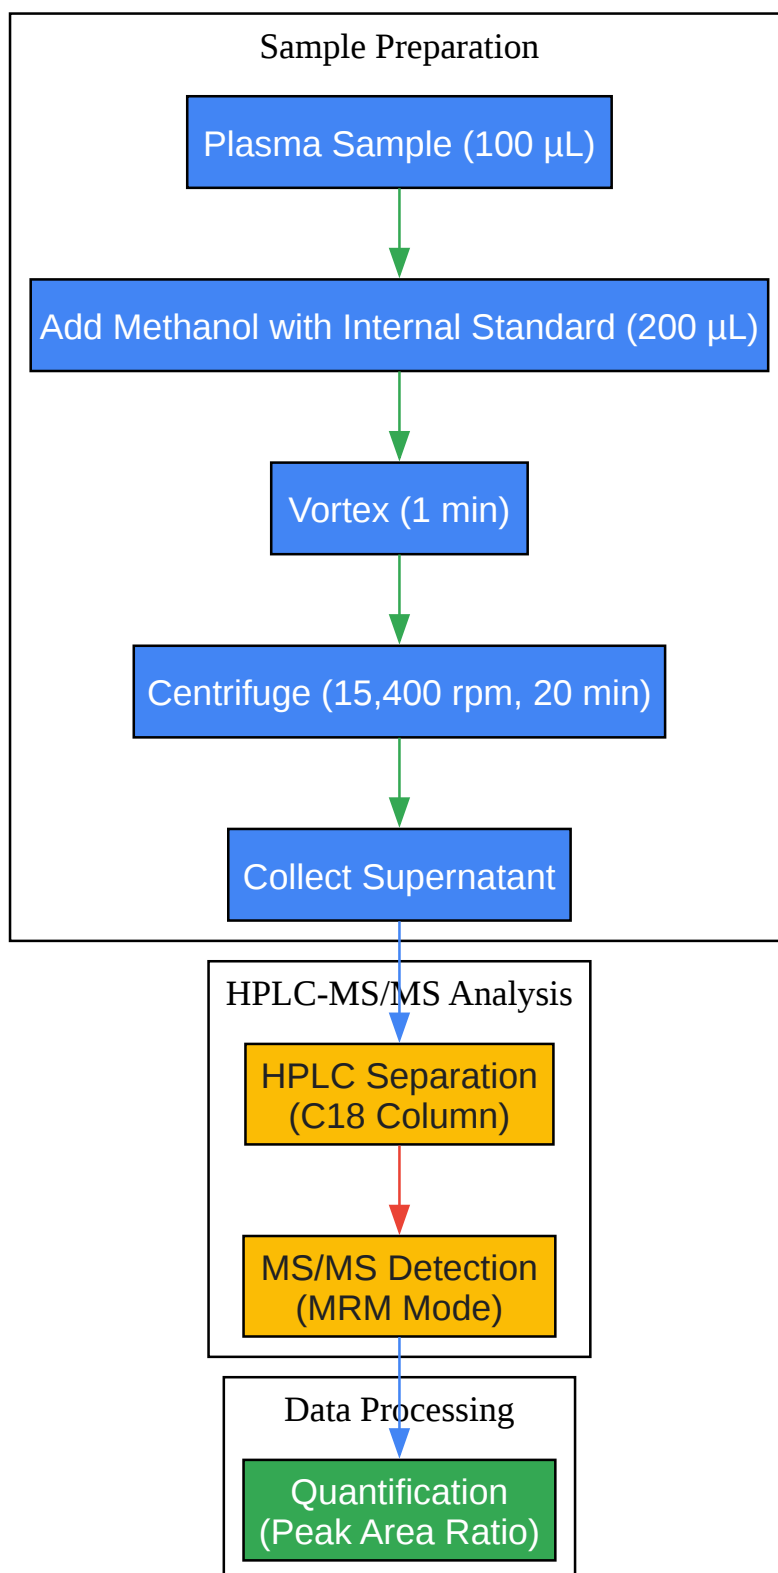 Sample Preparation
Plasma Sample (100 µL)
Add Methanol with Internal Standard (200 µL)
Vortex (1 min)
Centrifuge (15,400 rpm, 20 min)
Collect Supernatant
HPLC-MS/MS Analysis
HPLC Separation
(C18 Column)
MS/MS Detection
(MRM Mode)
Data Processing
Quantification
(Peak Area Ratio)